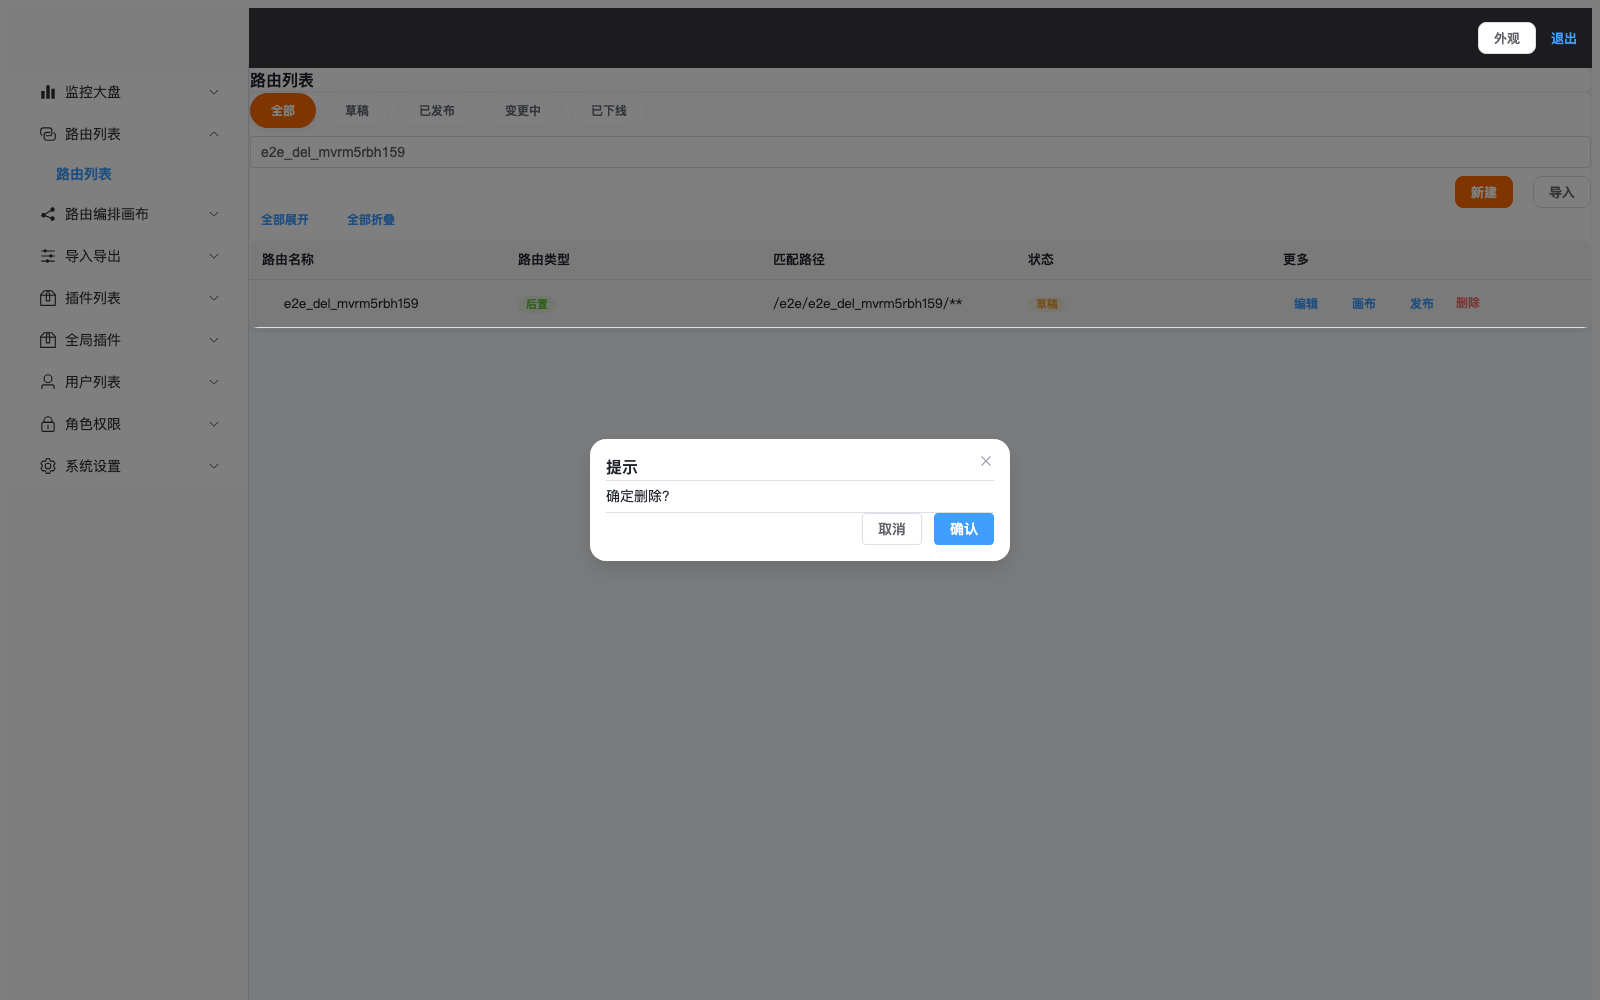 外观
退出
监控大盘
路由列表
路由列表
路由编排画布
导入导出
插件列表
全局插件
用户列表
角色权限
系统设置
路由列表
全部 草稿 已发布 变更中 已下线
e2e_del_mvrm5rbh159
新建 导入
全部展开 全部折叠
路由名称 路由类型 匹配路径 状态 更多
e2e_del_mvrm5rbh159 后置 /e2e/e2e_del_mvrm5rbh159/** 草稿 编辑 画布 发布 删除
提示
确定删除?
取消 确认